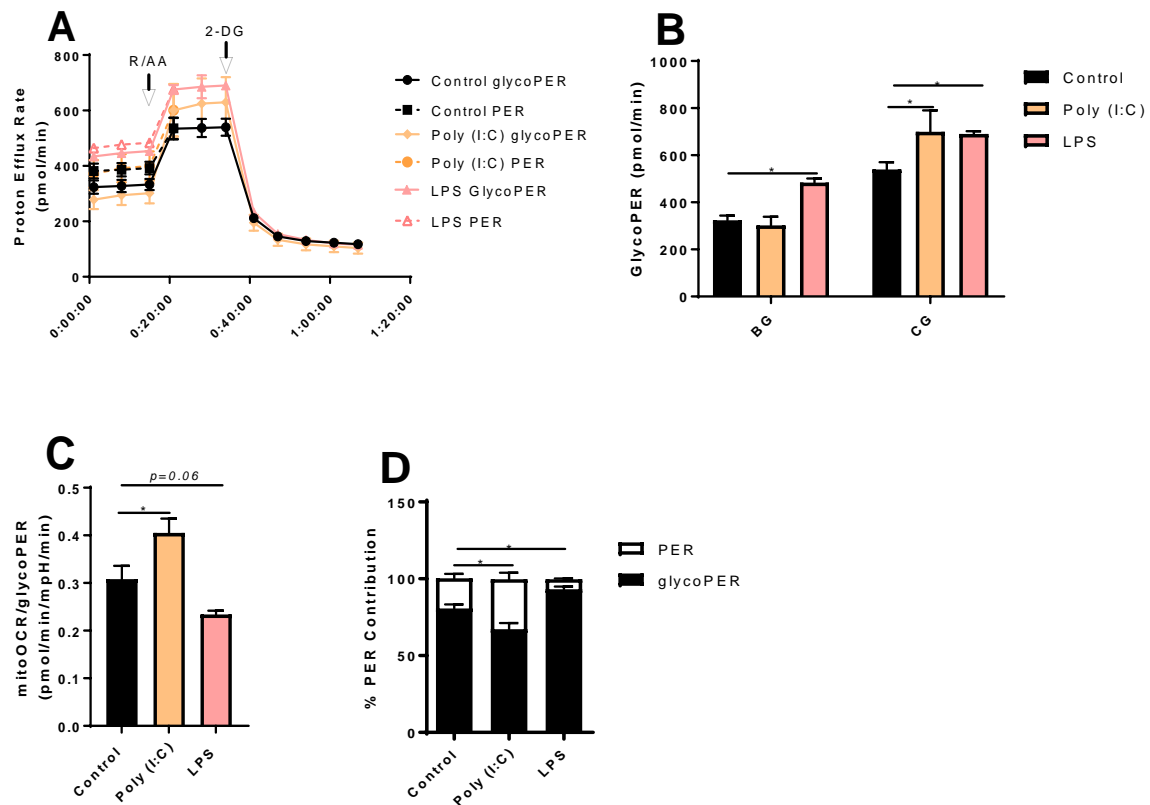 A
Proton Efflux Rate
(pmol/min)
800
600
400
200
0
0:00:00
0:20:00
0:40:00
1:00:00
1:20:00
R/AA
2-DG
Control glycoPER
Control PER
Poly (I:C) glycoPER
Poly (I:C) PER
LPS GlycoPER
LPS PER
B
GlycoPER (pmol/min)
1000
800
600
400
200
0
*
*
*
BG
CG
Control
Poly (I:C)
LPS
C
mitoOCR/glycoPER
(pmol/min/mpH/min)
0.5
0.4
0.3
0.2
0.1
0.0
p=0.06
*
Control
Poly (I:C)
LPS
D
% PER Contribution
150
100
50
0
*
*
Control
Poly (I:C)
LPS
PER
glycoPER